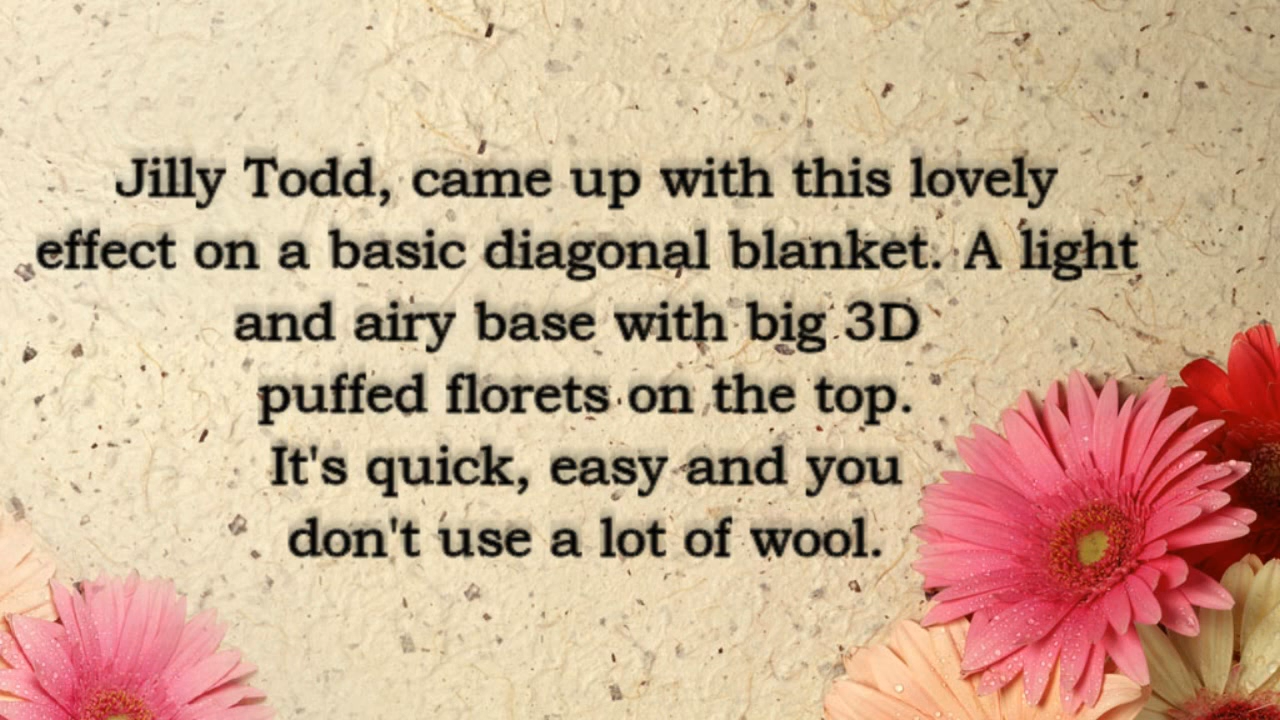 Jilly Todd, came up with this lovely
effect on a basic diagonal blanket. A light
and airy base with big 3D
puffed florets on the top.
It's quick, easy and you
don't use a lot of wool.